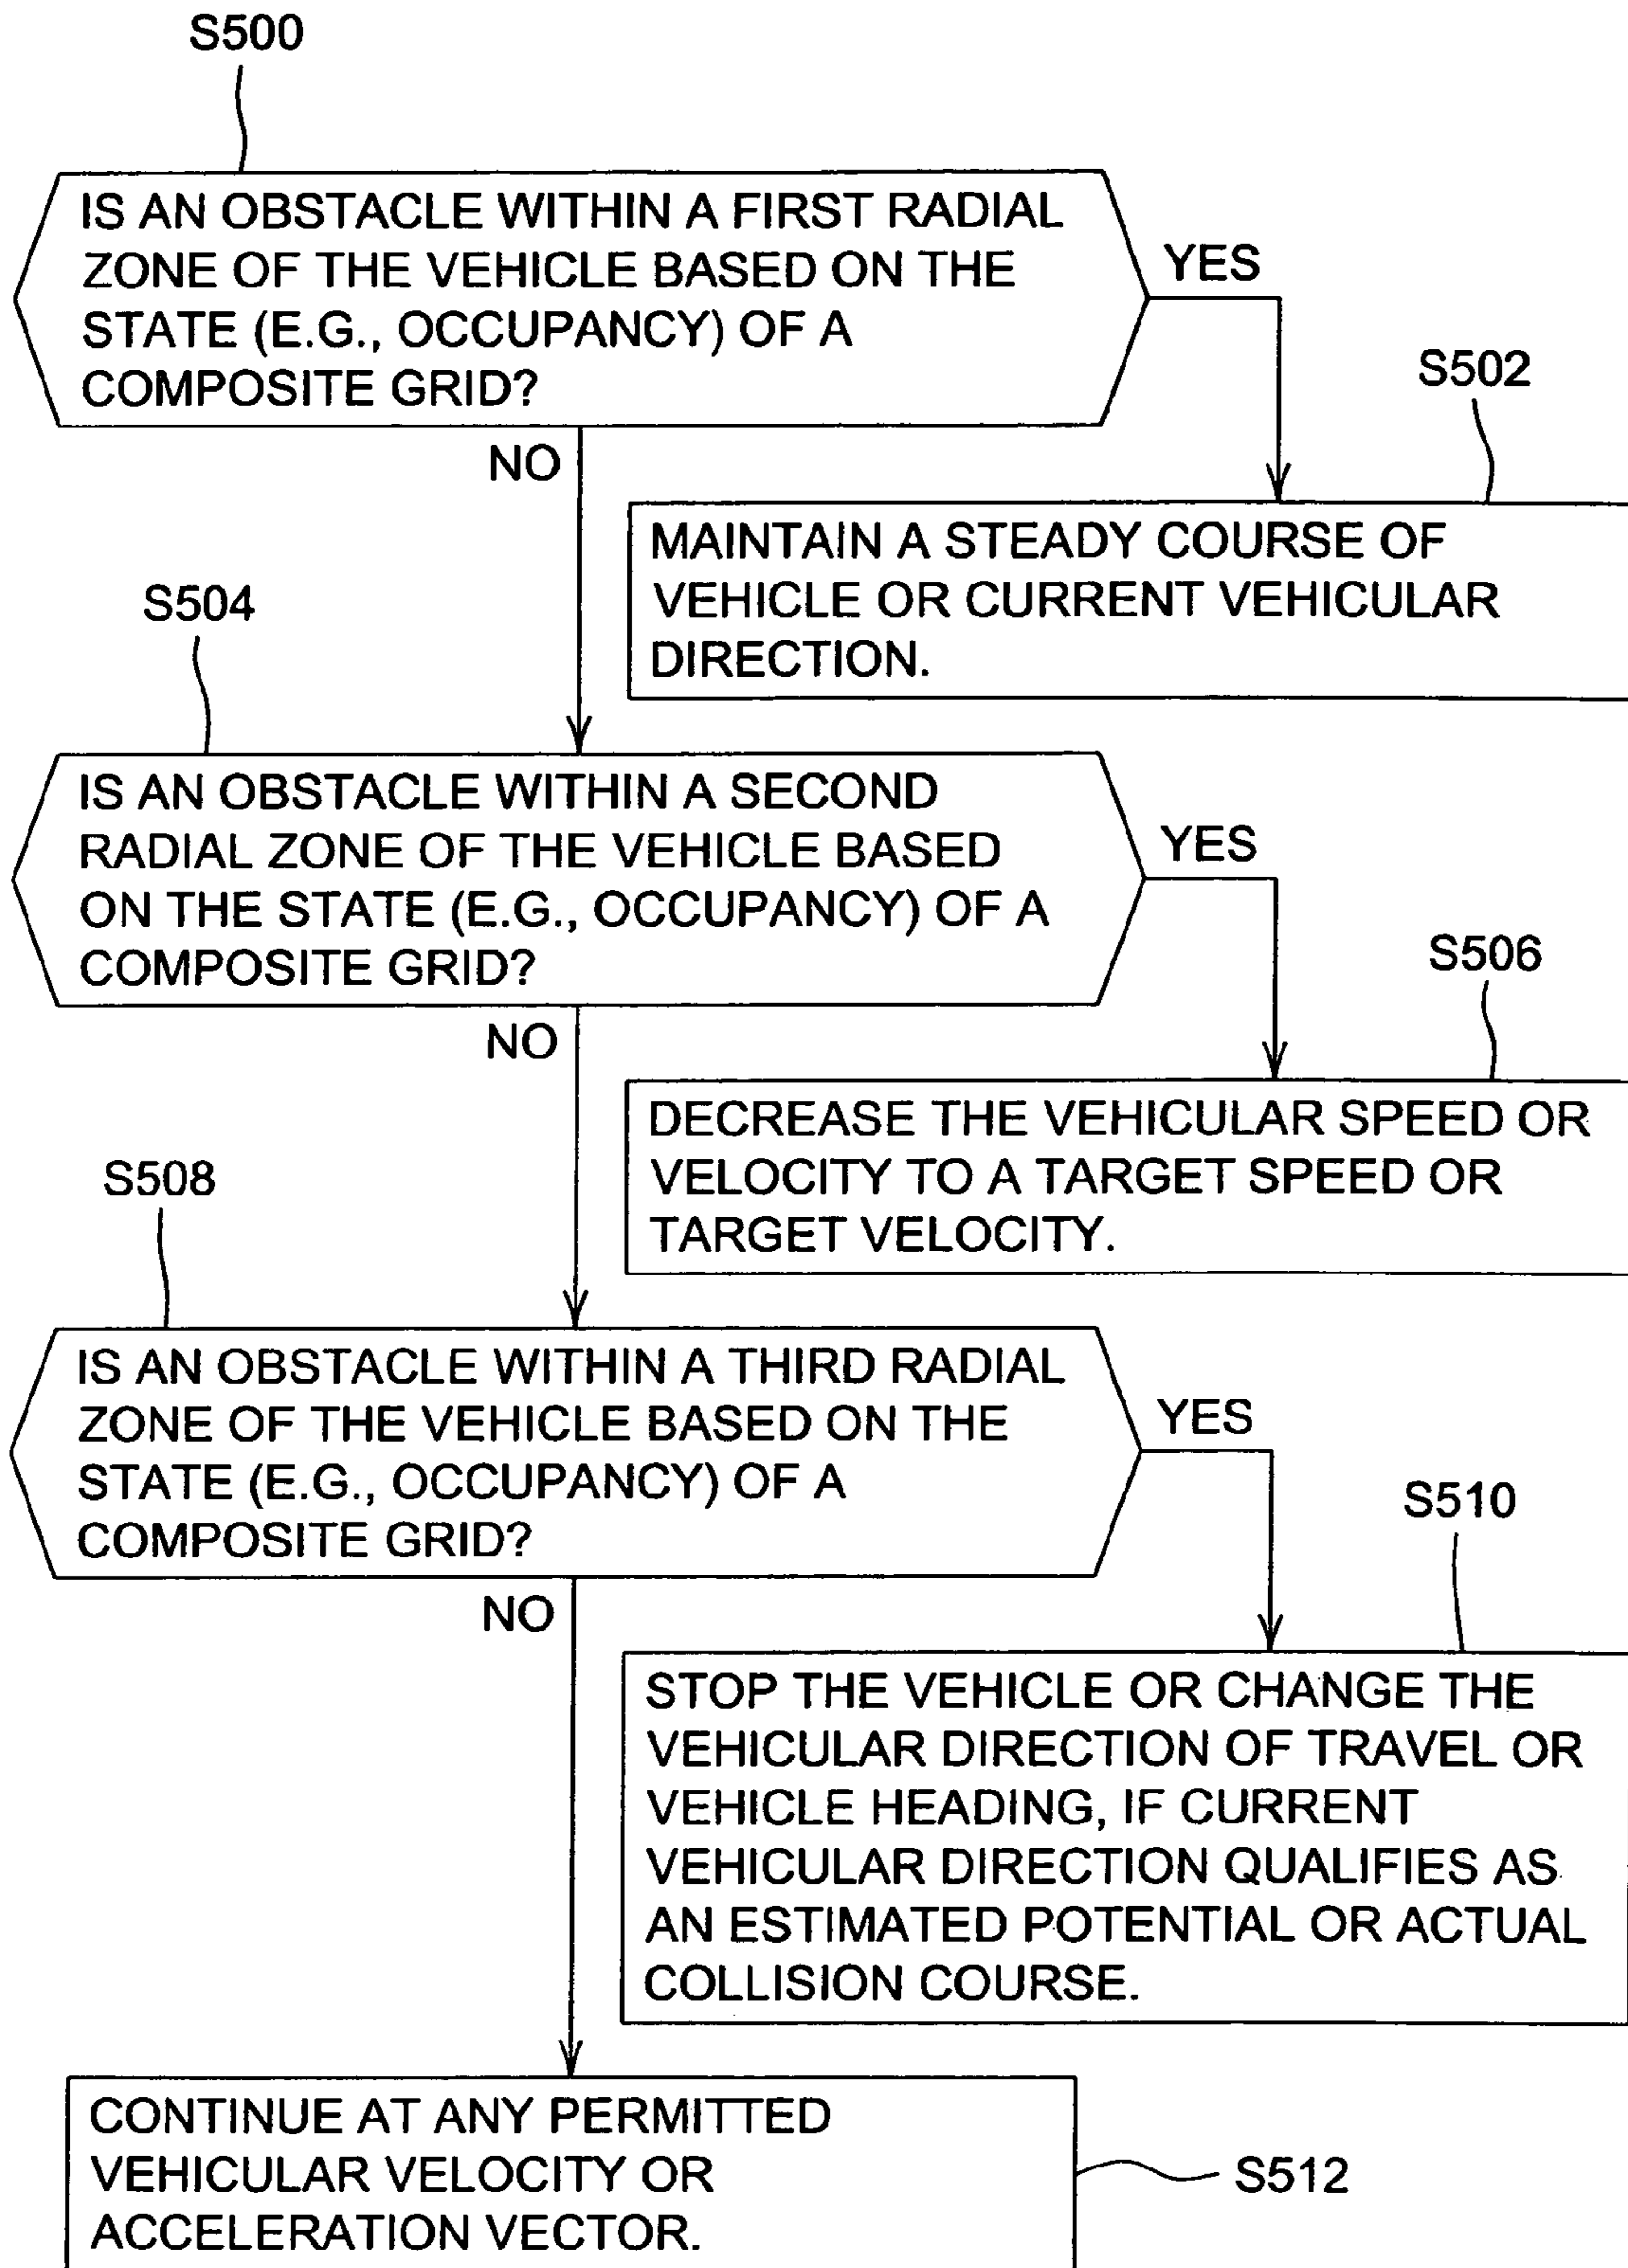 S500
IS AN OBSTACLE WITHIN A FIRST RADIAL
ZONE OF THE VEHICLE BASED ON THE
STATE (E.G., OCCUPANCY) OF A
COMPOSITE GRID?
YES
NO
S502
MAINTAIN A STEADY COURSE OF
VEHICLE OR CURRENT VEHICULAR
DIRECTION.
S504
IS AN OBSTACLE WITHIN A SECOND
RADIAL ZONE OF THE VEHICLE BASED
ON THE STATE (E.G., OCCUPANCY) OF A
COMPOSITE GRID?
YES
NO
S506
DECREASE THE VEHICULAR SPEED OR
VELOCITY TO A TARGET SPEED OR
TARGET VELOCITY.
S508
IS AN OBSTACLE WITHIN A THIRD RADIAL
ZONE OF THE VEHICLE BASED ON THE
STATE (E.G., OCCUPANCY) OF A
COMPOSITE GRID?
YES
NO
S510
STOP THE VEHICLE OR CHANGE THE
VEHICULAR DIRECTION OF TRAVEL OR
VEHICLE HEADING, IF CURRENT
VEHICULAR DIRECTION QUALIFIES AS
AN ESTIMATED POTENTIAL OR ACTUAL
COLLISION COURSE.
CONTINUE AT ANY PERMITTED
VEHICULAR VELOCITY OR
ACCELERATION VECTOR.
S512